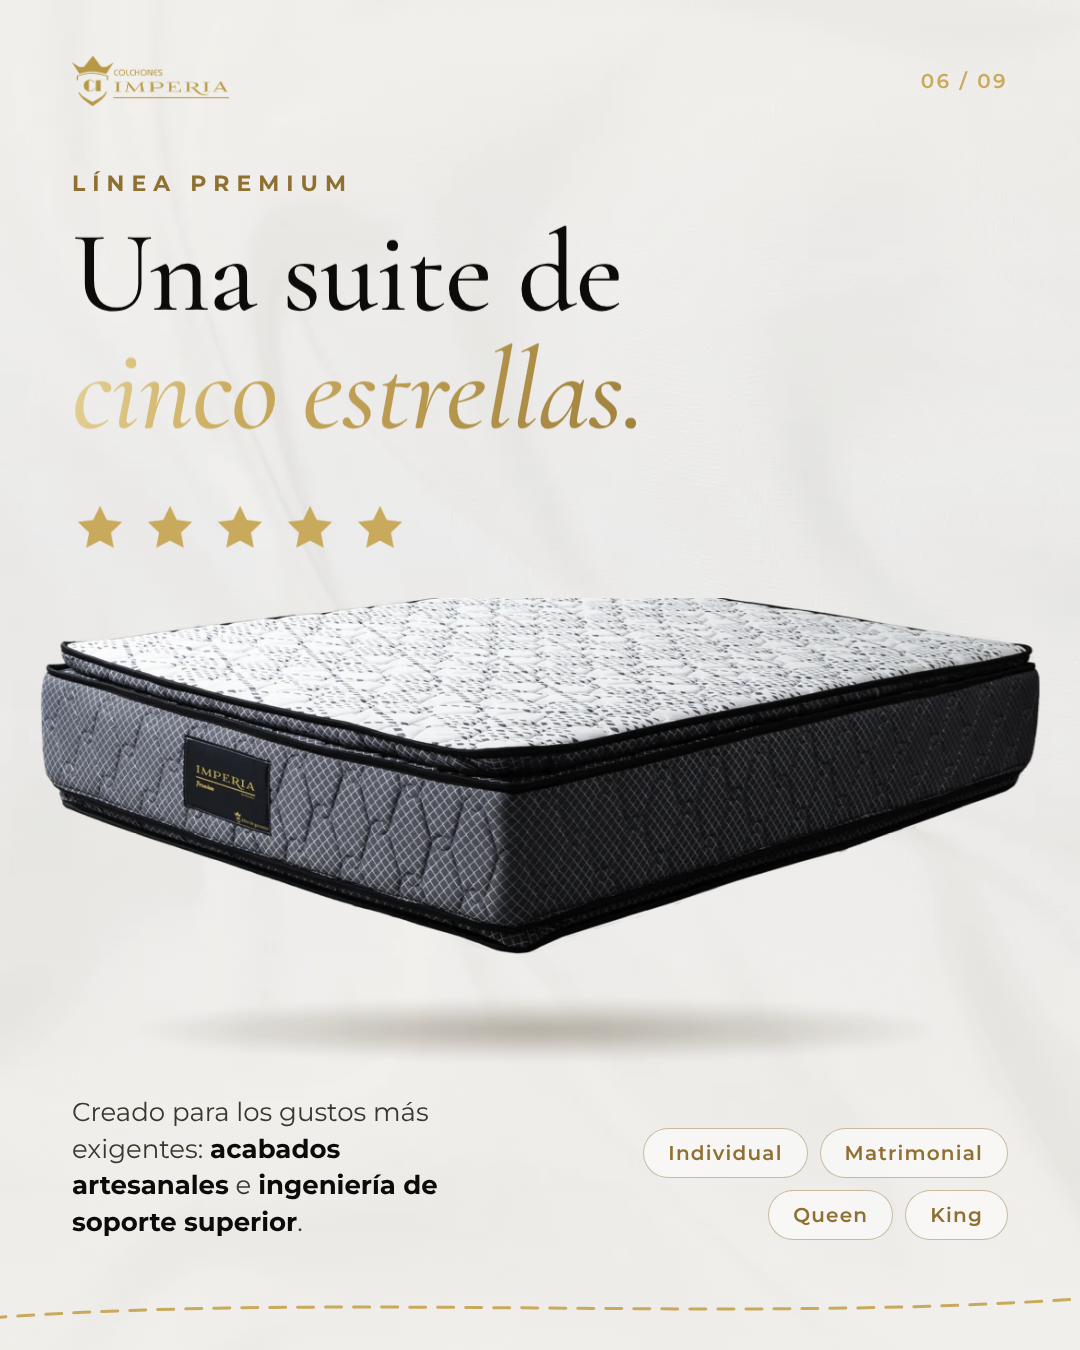 COLCHONES
IMPERIA
06 / 09
LÍNEA PREMIUM
Una suite de
cinco estrellas.
IMPERIA
Premium
Creado para los gustos más
exigentes: acabados
artesanales e ingeniería de
soporte superior.
Individual
Matrimonial
Queen
King